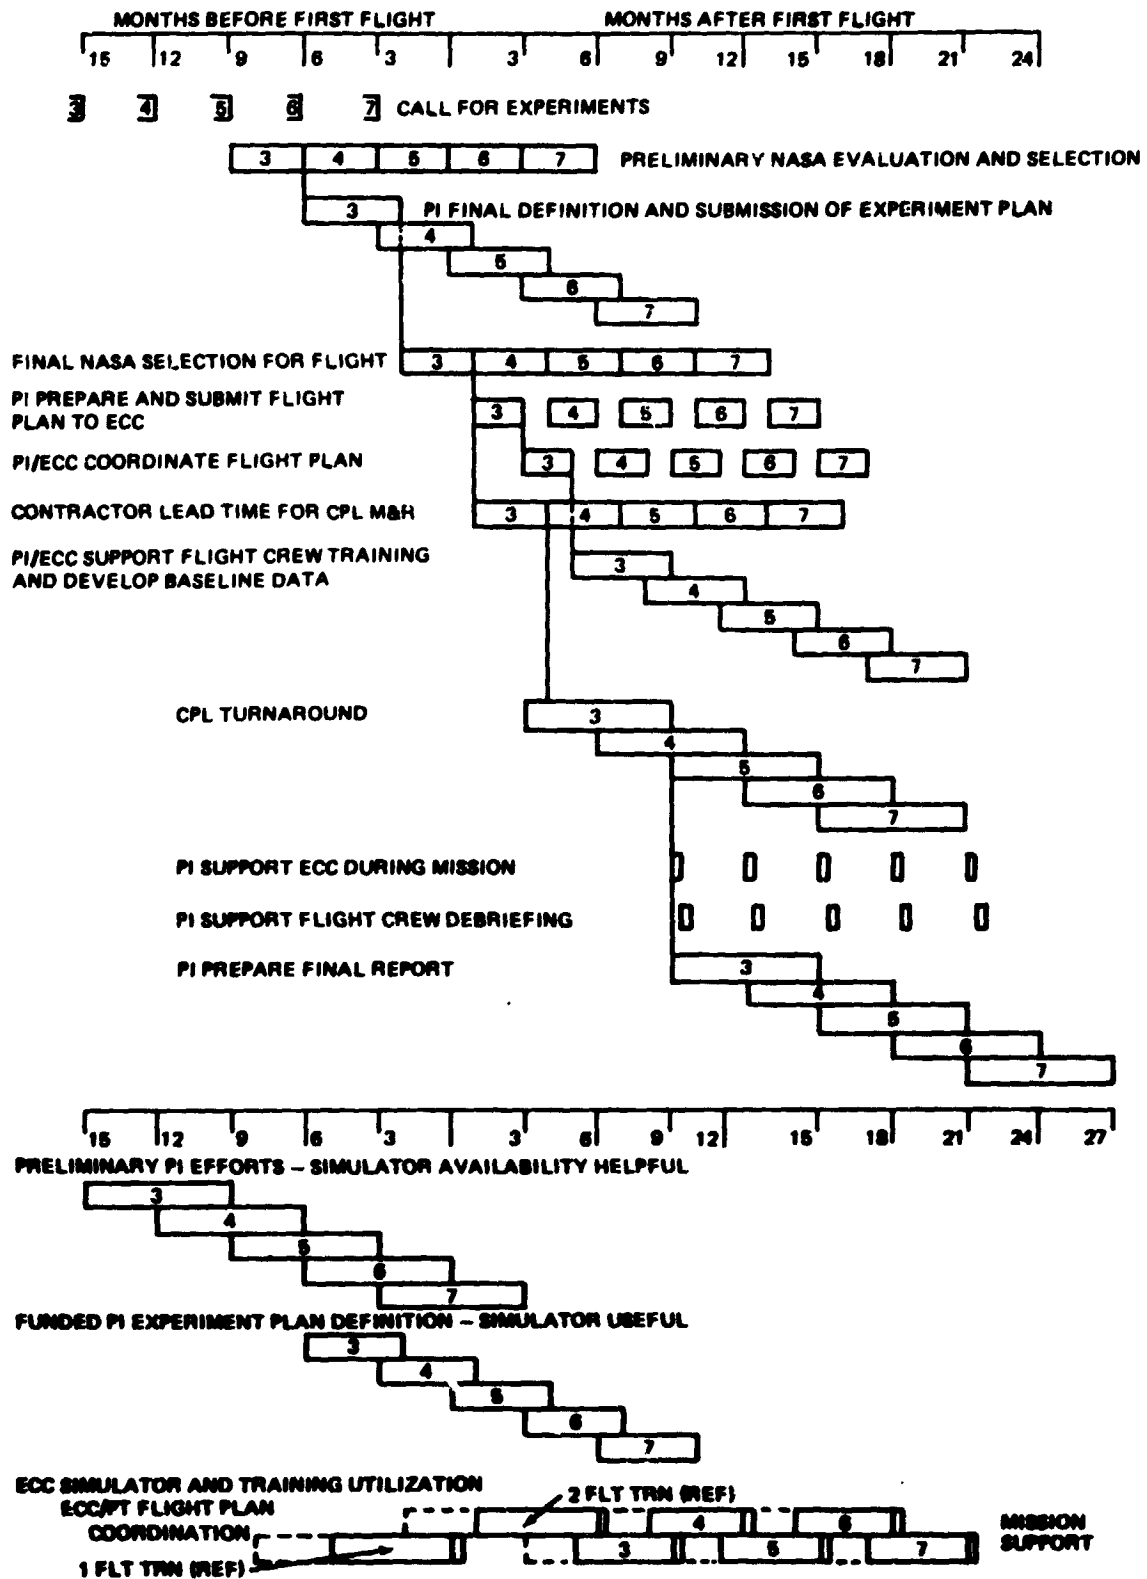 MONTHS BEFORE FIRST FLIGHT MONTHS AFTER FIRST FLIGHT
15 12 9 6 3 3 6 9 12 15 18 21 24
3 4 5 6 7 CALL FOR EXPERIMENTS
3 4 5 6 7 PRELIMINARY NASA EVALUATION AND SELECTION
3 PI FINAL DEFINITION AND SUBMISSION OF EXPERIMENT PLAN
4
5
6
7
FINAL NASA SELECTION FOR FLIGHT 3 4 5 6 7
PI PREPARE AND SUBMIT FLIGHT
PLAN TO ECC 3 4 5 6 7
PI/ECC COORDINATE FLIGHT PLAN 3 4 5 6 7
CONTRACTOR LEAD TIME FOR CPL M&R 3 4 5 6 7
PI/ECC SUPPORT FLIGHT CREW TRAINING
AND DEVELOP BASELINE DATA 3
4
5
6
7
CPL TURNAROUND 3
4
5
6
7
PI SUPPORT ECC DURING MISSION
PI SUPPORT FLIGHT CREW DEBRIEFING
PI PREPARE FINAL REPORT 3
4
5
6
7
15 12 9 6 3 3 6 9 12 15 18 21 24 27
PRELIMINARY PI EFFORTS – SIMULATOR AVAILABILITY HELPFUL
3
4
5
6
7
FUNDED PI EXPERIMENT PLAN DEFINITION – SIMULATOR USEFUL
3
4
5
6
7
ECC SIMULATOR AND TRAINING UTILIZATION
ECC/PT FLIGHT PLAN 2 FLT TRN (REF)
COORDINATION 4 6 MISSION
3 5 7 SUPPORT
1 FLT TRN (REF)